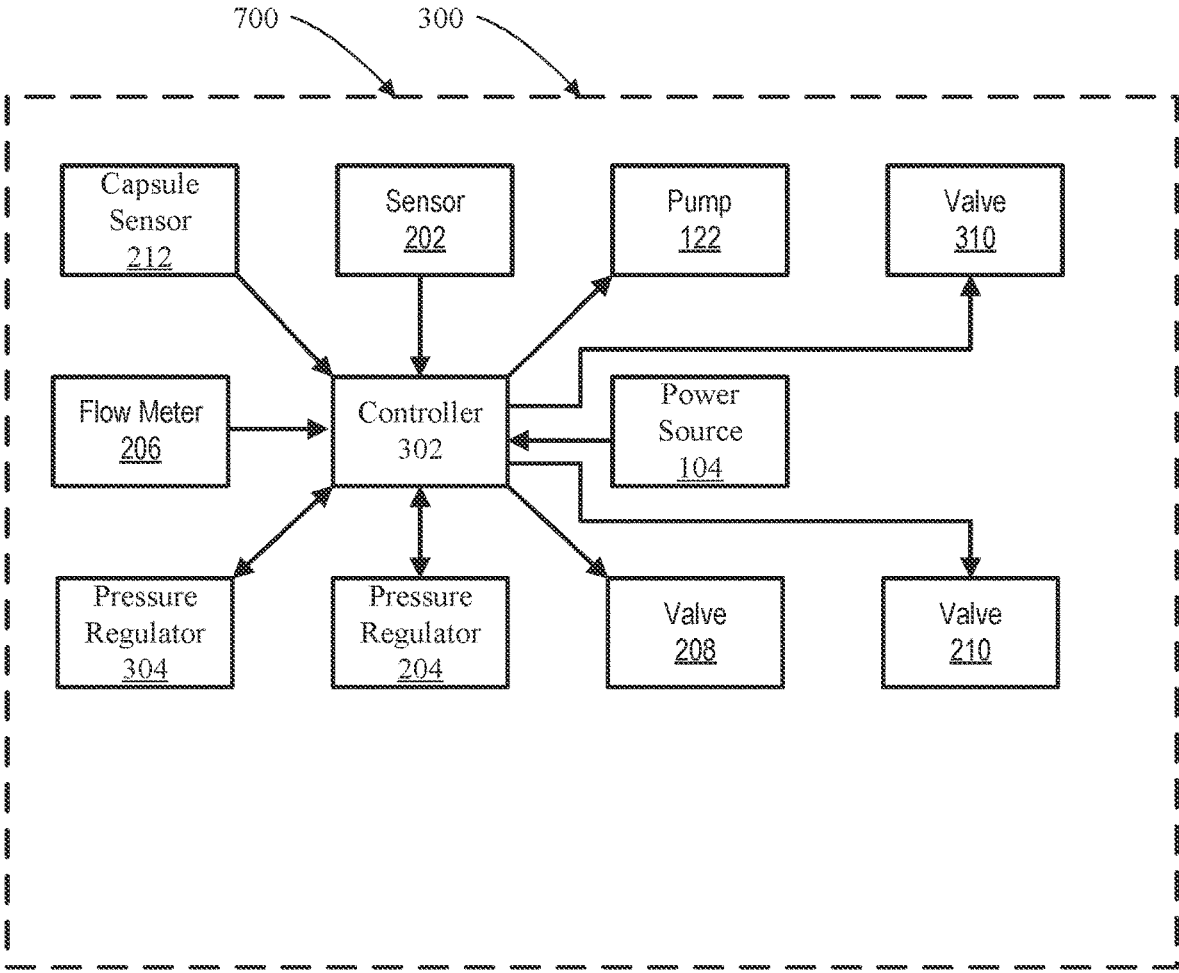 700
300
Capsule
Sensor
212
Sensor
202
Pump
122
Valve
310
Flow Meter
206
Controller
302
Power
Source
104
Pressure
Regulator
304
Pressure
Regulator
204
Valve
208
Valve
210